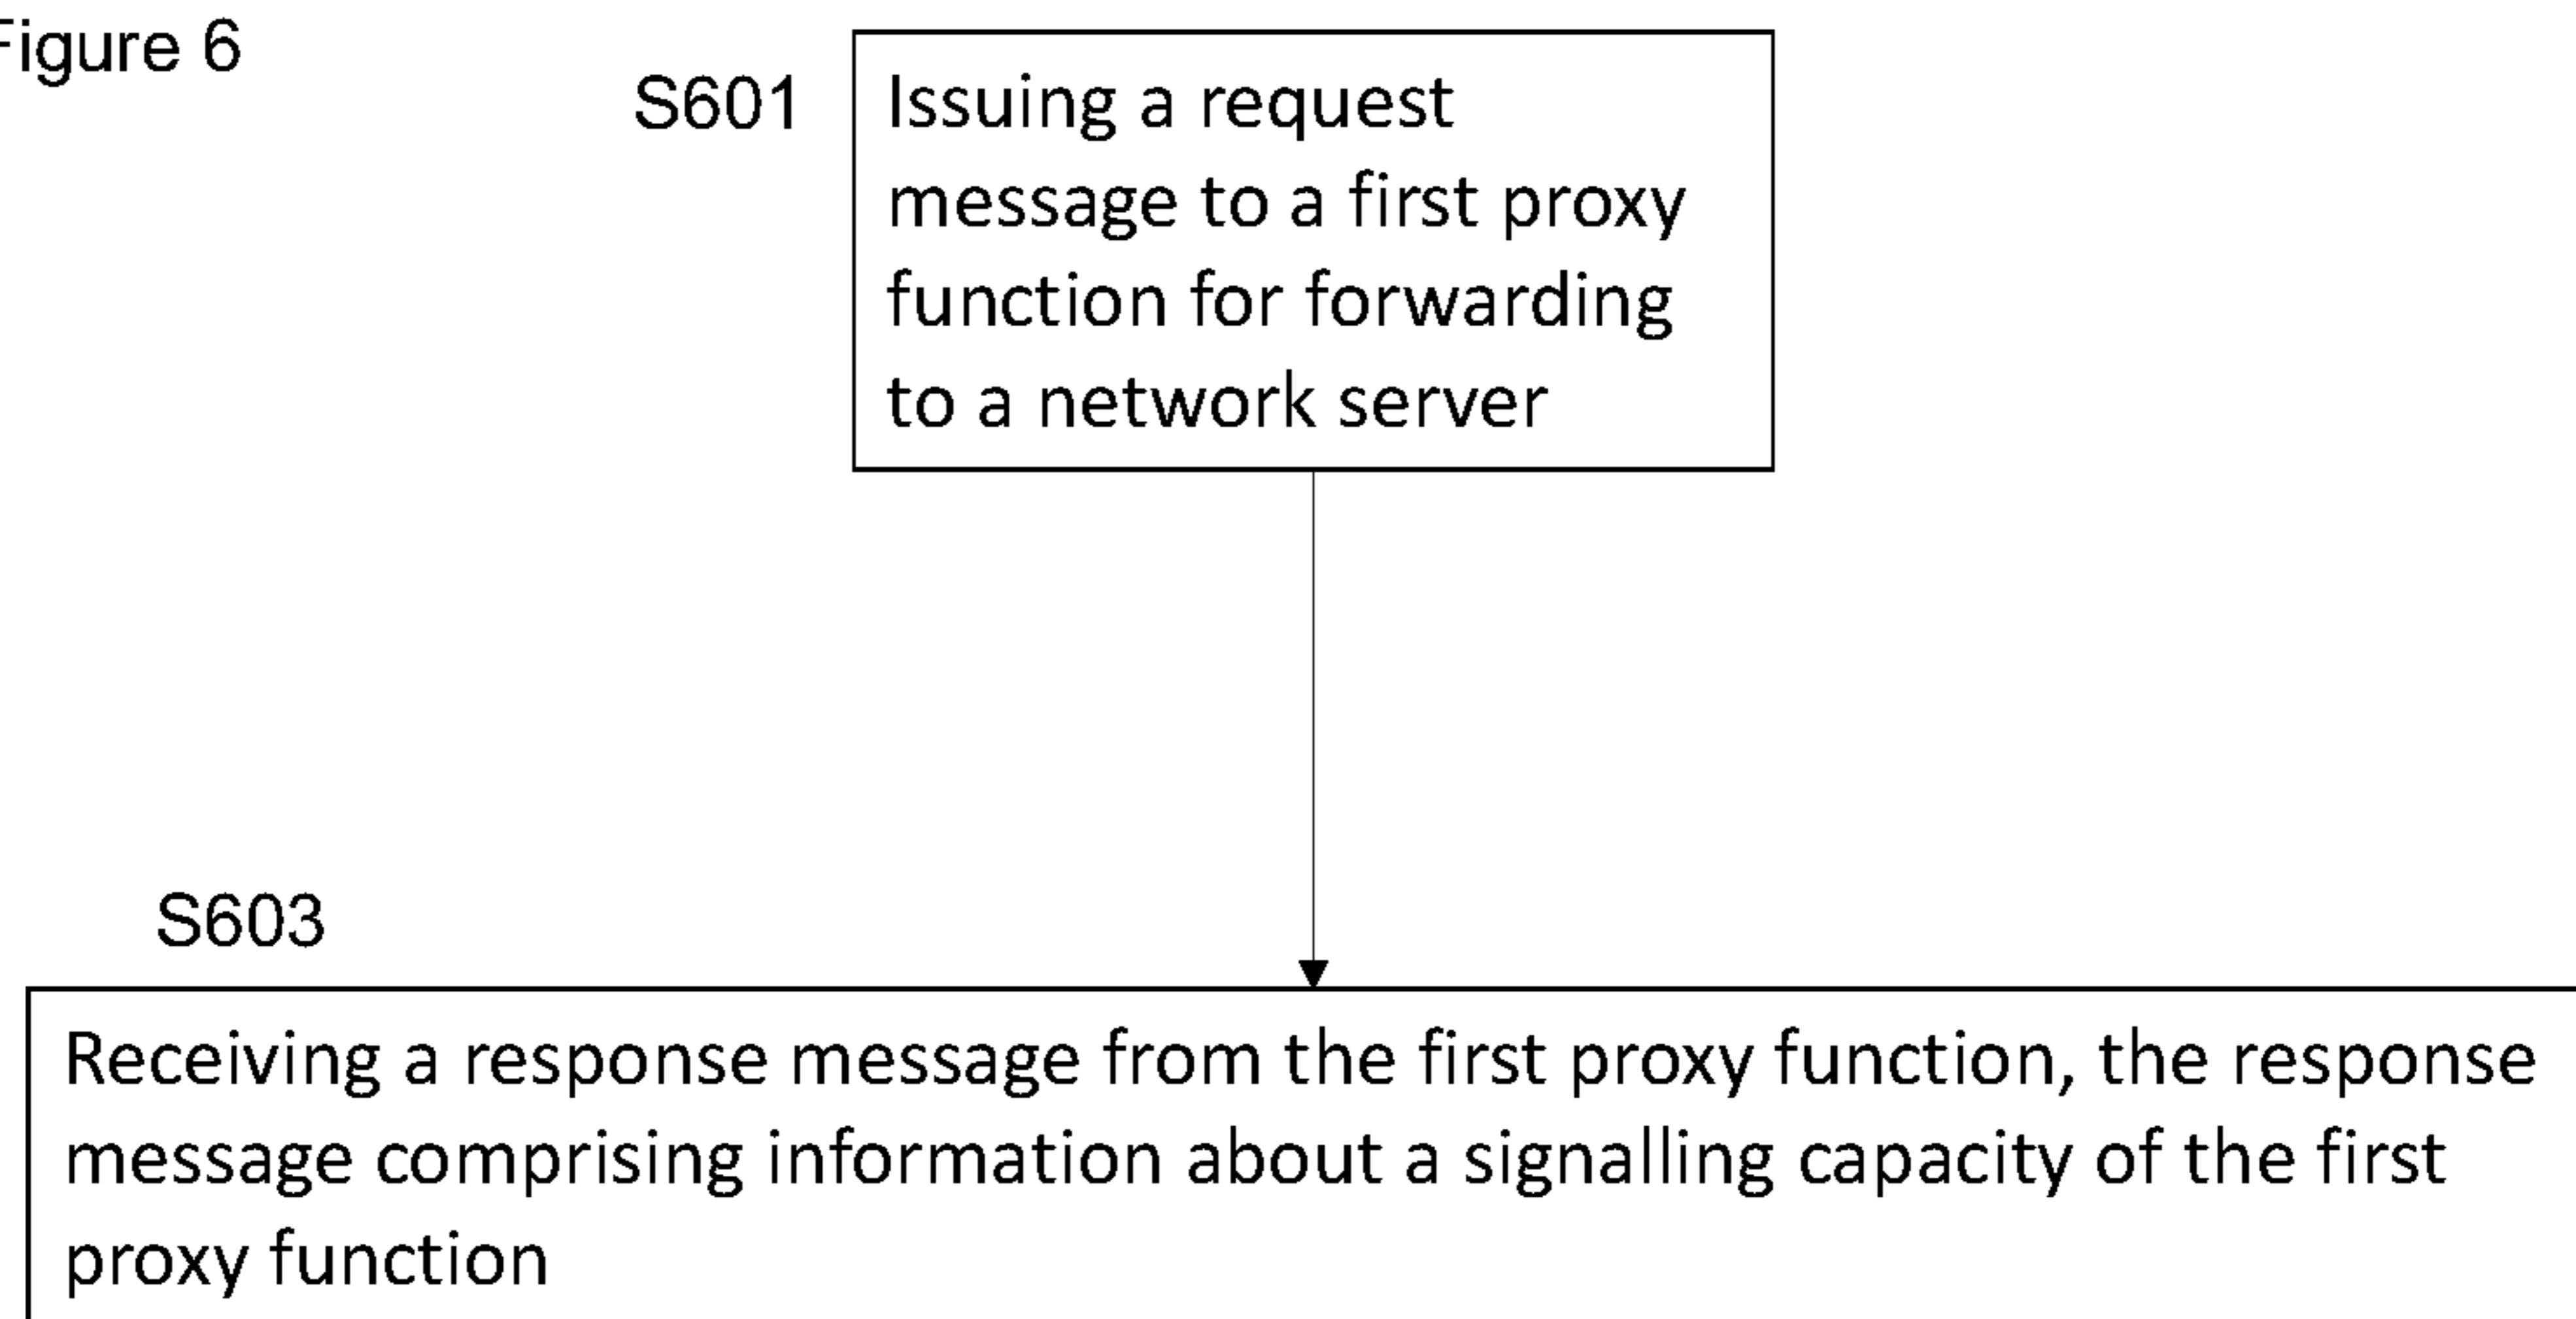 Figure 6
S601
Issuing a request
message to a first proxy
function for forwarding
to a network server
S603
Receiving a response message from the first proxy function, the response
message comprising information about a signalling capacity of the first
proxy function